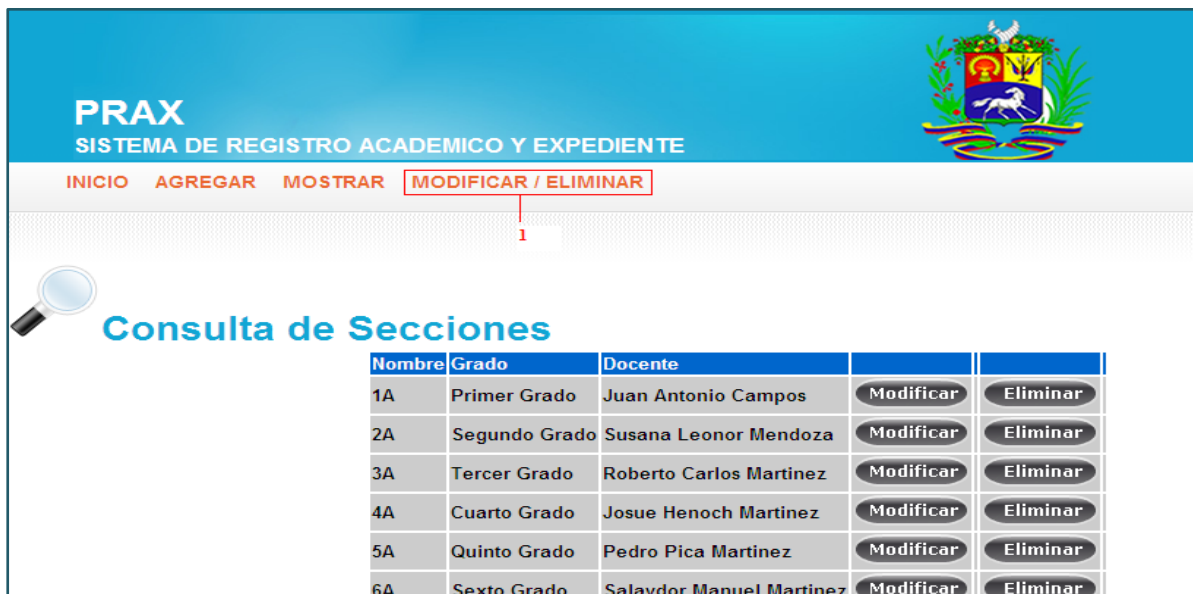 PRAX
SISTEMA DE REGISTRO ACADEMICO Y EXPEDIENTE
INICIO AGREGAR MOSTRAR MODIFICAR / ELIMINAR
1
Consulta de Secciones
Nombre Grado Docente
1A Primer Grado Juan Antonio Campos Modificar Eliminar
2A Segundo Grado Susana Leonor Mendoza Modificar Eliminar
3A Tercer Grado Roberto Carlos Martinez Modificar Eliminar
4A Cuarto Grado Josue Henoch Martinez Modificar Eliminar
5A Quinto Grado Pedro Pica Martinez Modificar Eliminar
6A Sexto Grado Salavdor Manuel Martinez Modificar Eliminar